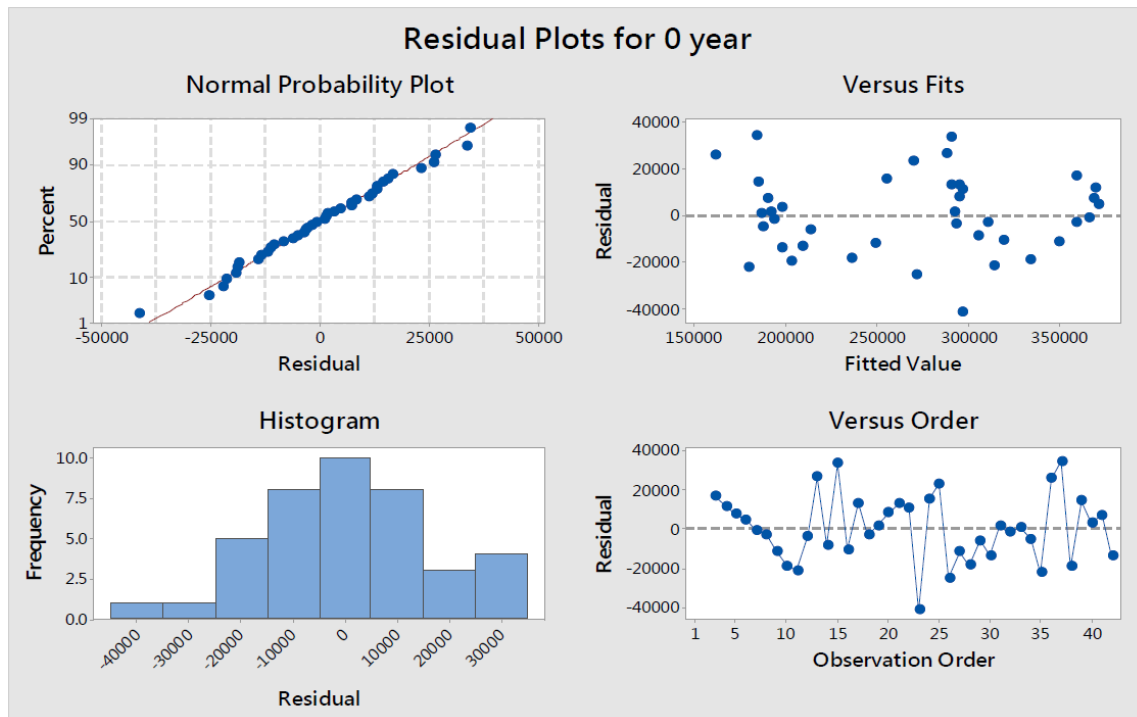 Residual Plots for 0 year
Normal Probability Plot
99
90
50
10
1
Percent
-50000 -25000 0 25000 50000
Residual
Versus Fits
40000
20000
0
-20000
-40000
Residual
150000 200000 250000 300000 350000
Fitted Value
Histogram
10.0
7.5
5.0
2.5
0.0
Frequency
-40000 -30000 -20000 -10000 0 10000 20000 30000
Residual
Versus Order
40000
20000
0
-20000
-40000
Residual
1 5 10 15 20 25 30 35 40
Observation Order